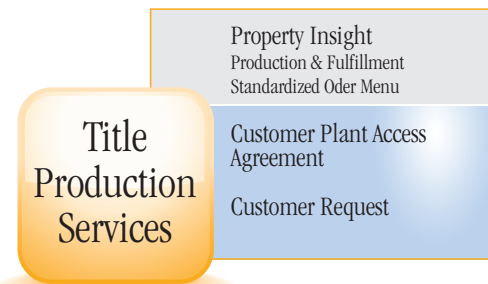 Property Insight
Production & Fulfillment
Standardized Oder Menu
Title
Production
Services
Customer Plant Access
Agreement
Customer Request